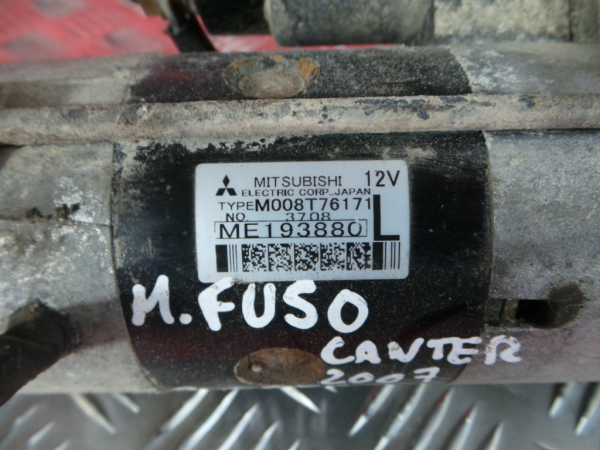 MITSUBISHI 12V
ELECTRIC CORP. JAPAN
TYPE M008T76171
NO. 3708
ME193880 L
M.FUSO
CANTER
2007